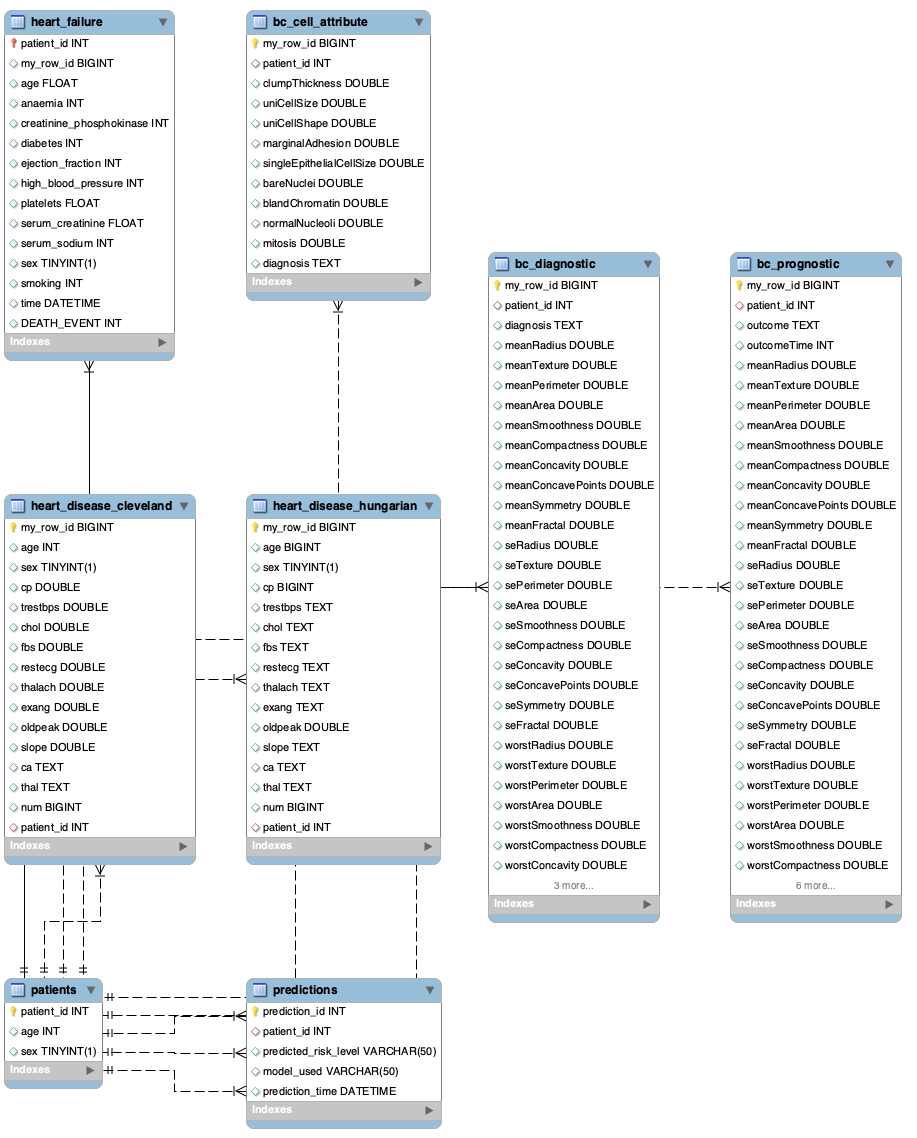 heart_failure
patient_id INT
my_row_id BIGINT
age FLOAT
anaemia INT
creatinine_phosphokinase INT
diabetes INT
ejection_fraction INT
high_blood_pressure INT
platelets FLOAT
serum_creatinine FLOAT
serum_sodium INT
sex TINYINT(1)
smoking INT
time DATETIME
DEATH_EVENT INT
Indexes
bc_cell_attribute
my_row_id BIGINT
patient_id INT
clumpThickness DOUBLE
uniCellSize DOUBLE
uniCellShape DOUBLE
marginalAdhesion DOUBLE
singleEpithelialCellSize DOUBLE
bareNuclei DOUBLE
blandChromatin DOUBLE
normalNucleoli DOUBLE
mitosis DOUBLE
diagnosis TEXT
Indexes
bc_diagnostic
my_row_id BIGINT
patient_id INT
diagnosis TEXT
meanRadius DOUBLE
meanTexture DOUBLE
meanPerimeter DOUBLE
meanArea DOUBLE
meanSmoothness DOUBLE
meanCompactness DOUBLE
meanConcavity DOUBLE
meanConcavePoints DOUBLE
meanSymmetry DOUBLE
meanFractal DOUBLE
seRadius DOUBLE
seTexture DOUBLE
sePerimeter DOUBLE
seArea DOUBLE
seSmoothness DOUBLE
seCompactness DOUBLE
seConcavity DOUBLE
seConcavePoints DOUBLE
seSymmetry DOUBLE
seFractal DOUBLE
worstRadius DOUBLE
worstTexture DOUBLE
worstPerimeter DOUBLE
worstArea DOUBLE
worstSmoothness DOUBLE
worstCompactness DOUBLE
worstConcavity DOUBLE
3 more...
Indexes
bc_prognostic
my_row_id BIGINT
patient_id INT
outcome TEXT
outcomeTime INT
meanRadius DOUBLE
meanTexture DOUBLE
meanPerimeter DOUBLE
meanArea DOUBLE
meanSmoothness DOUBLE
meanCompactness DOUBLE
meanConcavity DOUBLE
meanConcavePoints DOUBLE
meanSymmetry DOUBLE
meanFractal DOUBLE
seRadius DOUBLE
seTexture DOUBLE
sePerimeter DOUBLE
seArea DOUBLE
seSmoothness DOUBLE
seCompactness DOUBLE
seConcavity DOUBLE
seConcavePoints DOUBLE
seSymmetry DOUBLE
seFractal DOUBLE
worstRadius DOUBLE
worstTexture DOUBLE
worstPerimeter DOUBLE
worstArea DOUBLE
worstSmoothness DOUBLE
worstCompactness DOUBLE
6 more...
Indexes
heart_disease_cleveland
my_row_id BIGINT
age INT
sex TINYINT(1)
cp DOUBLE
trestbps DOUBLE
chol DOUBLE
fbs DOUBLE
restecg DOUBLE
thalach DOUBLE
exang DOUBLE
oldpeak DOUBLE
slope DOUBLE
ca TEXT
thal TEXT
num BIGINT
patient_id INT
Indexes
heart_disease_hungarian
my_row_id BIGINT
age BIGINT
sex TINYINT(1)
cp BIGINT
trestbps TEXT
chol TEXT
fbs TEXT
restecg TEXT
thalach TEXT
exang TEXT
oldpeak DOUBLE
slope TEXT
ca TEXT
thal TEXT
num BIGINT
patient_id INT
Indexes
patients
patient_id INT
age INT
sex TINYINT(1)
Indexes
predictions
prediction_id INT
patient_id INT
predicted_risk_level VARCHAR(50)
model_used VARCHAR(50)
prediction_time DATETIME
Indexes